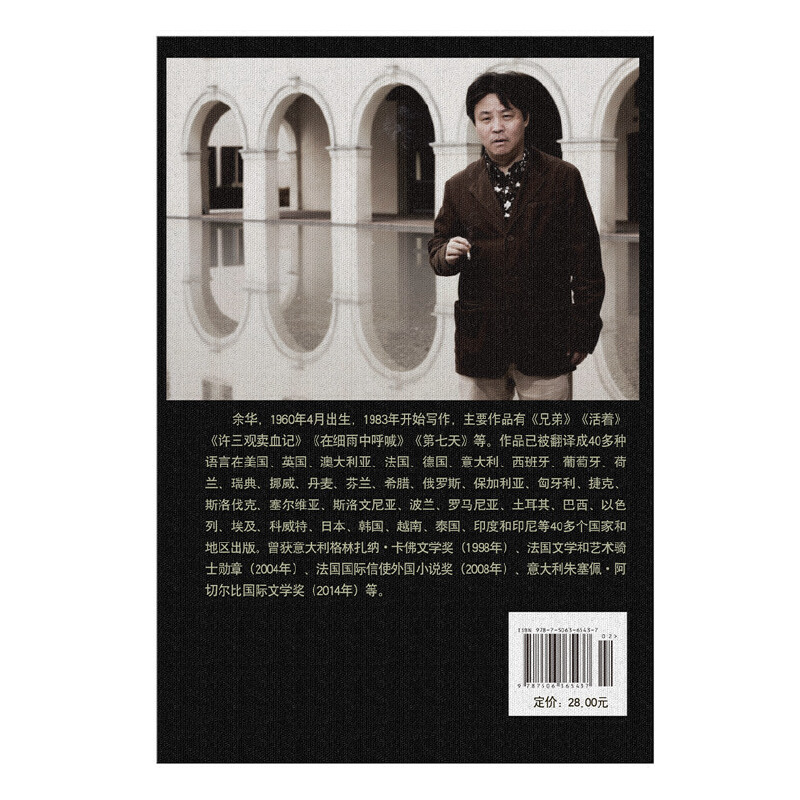 余华，1960年4月出生，1983年开始写作，主要作品有《兄弟》《活着》
《许三观卖血记》《在细雨中呼喊》《第七天》等。作品已被翻译成40多种
语言在美国、英国、澳大利亚、法国、德国、意大利、西班牙、葡萄牙、荷
兰、瑞典、挪威、丹麦、芬兰、希腊、俄罗斯、保加利亚、匈牙利、捷克、
斯洛伐克、塞尔维亚、斯洛文尼亚、波兰、罗马尼亚、土耳其、巴西、以色
列、埃及、科威特、日本、韩国、越南、泰国、印度和印尼等40多个国家和
地区出版。曾获意大利格林扎纳·卡佛文学奖（1998年）、法国文学和艺术骑
士勋章（2004年）、法国国际信使外国小说奖（2008年）、意大利朱塞佩·阿
切尔比国际文学奖（2014年）等。
ISBN 978-7-5063-6543-7
02>
9 787506 365437
定价：28.00元